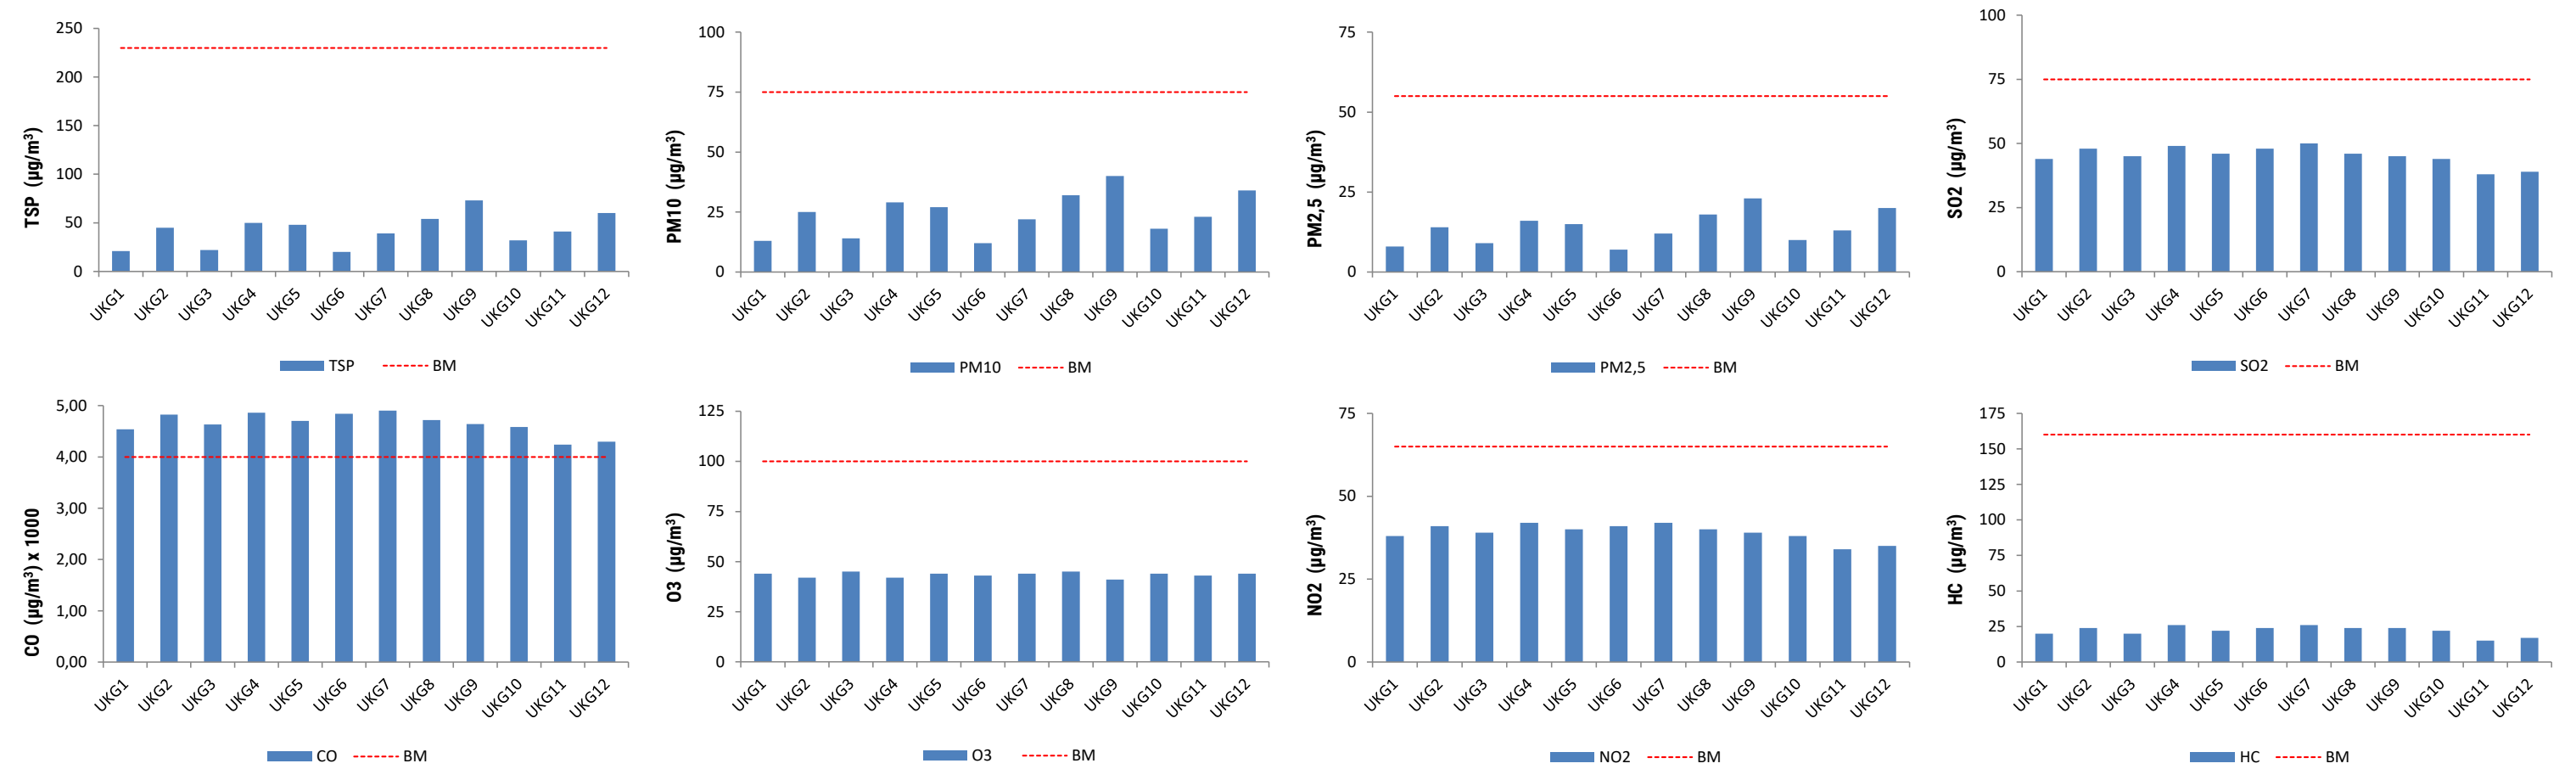 TSP (µg/m³)
250
200
150
100
50
0
UKG1 UKG2 UKG3 UKG4 UKG5 UKG6 UKG7 UKG8 UKG9 UKG10 UKG11 UKG12
TSP BM
PM10 (µg/m³)
100
75
50
25
0
UKG1 UKG2 UKG3 UKG4 UKG5 UKG6 UKG7 UKG8 UKG9 UKG10 UKG11 UKG12
PM10 BM
PM2,5 (µg/m³)
75
50
25
0
UKG1 UKG2 UKG3 UKG4 UKG5 UKG6 UKG7 UKG8 UKG9 UKG10 UKG11 UKG12
PM2,5 BM
SO2 (µg/m³)
100
75
50
25
0
UKG1 UKG2 UKG3 UKG4 UKG5 UKG6 UKG7 UKG8 UKG9 UKG10 UKG11 UKG12
SO2 BM
CO (µg/m³) x 1000
5,00
4,00
3,00
2,00
1,00
0,00
UKG1 UKG2 UKG3 UKG4 UKG5 UKG6 UKG7 UKG8 UKG9 UKG10 UKG11 UKG12
CO BM
O3 (µg/m³)
125
100
75
50
25
0
UKG1 UKG2 UKG3 UKG4 UKG5 UKG6 UKG7 UKG8 UKG9 UKG10 UKG11 UKG12
O3 BM
NO2 (µg/m³)
75
50
25
0
UKG1 UKG2 UKG3 UKG4 UKG5 UKG6 UKG7 UKG8 UKG9 UKG10 UKG11 UKG12
NO2 BM
HC (µg/m³)
175
150
125
100
75
50
25
0
UKG1 UKG2 UKG3 UKG4 UKG5 UKG6 UKG7 UKG8 UKG9 UKG10 UKG11 UKG12
HC BM